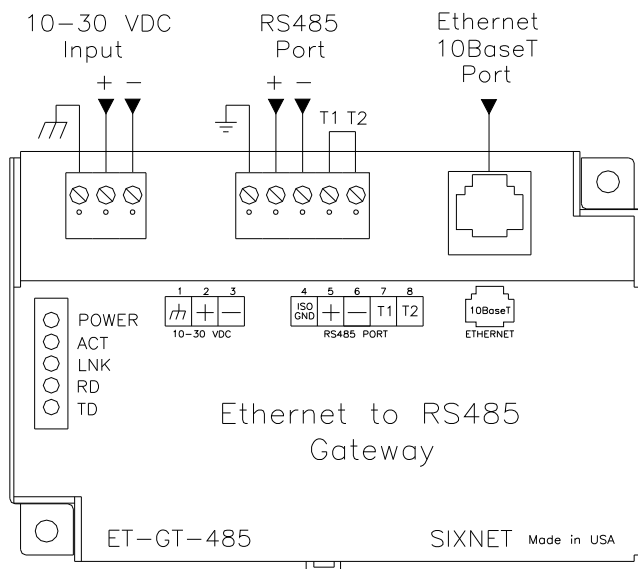 10-30 VDC
Input
+ −
RS485
Port
+ −
T1 T2
Ethernet
10BaseT
Port
1 2 3
+ −
10-30 VDC
4 5 6 7 8
ISO
GND
+ − T1 T2
RS485 PORT
10BaseT
ETHERNET
POWER
ACT
LNK
RD
TD
Ethernet to RS485
Gateway
ET-GT-485
SIXNET Made in USA